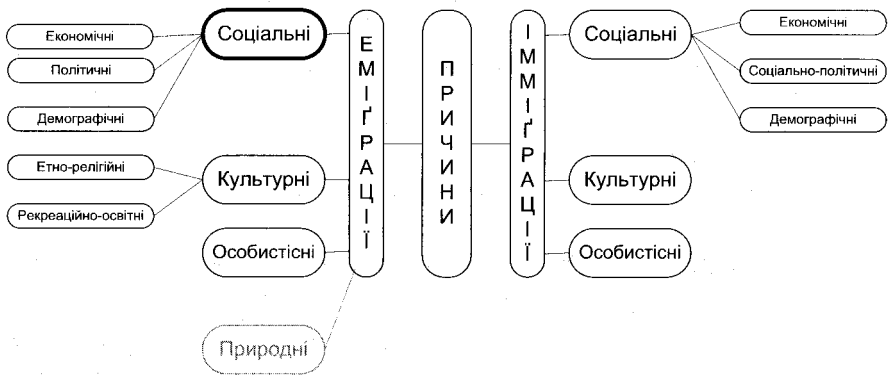 Економічні
Політичні
Демографічні
Етно-релігійні
Рекреаційно-освітні
Соціальні
Культурні
Особистісні
Природні
ЕМІҐРАЦІЇ
ПРИЧИНИ
ІММІҐРАЦІЇ
Соціальні
Культурні
Особистісні
Економічні
Соціально-політичні
Демографічні